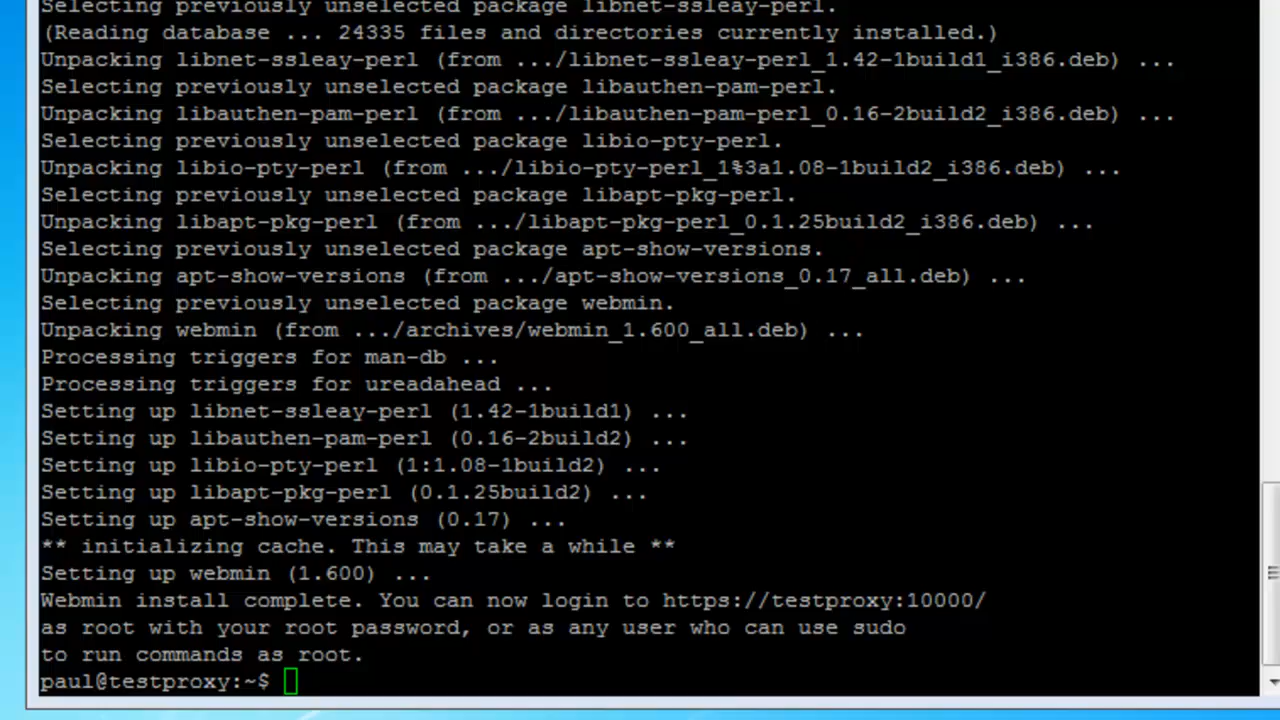 Selecting previously unselected package libnet-ssleay-perl.
(Reading database ... 24335 files and directories currently installed.)
Unpacking libnet-ssleay-perl (from .../libnet-ssleay-perl_1.42-1build1_i386.deb) ...
Selecting previously unselected package libauthen-pam-perl.
Unpacking libauthen-pam-perl (from .../libauthen-pam-perl_0.16-2build2_i386.deb) ...
Selecting previously unselected package libio-pty-perl.
Unpacking libio-pty-perl (from .../libio-pty-perl_1%3a1.08-1build2_i386.deb) ...
Selecting previously unselected package libapt-pkg-perl.
Unpacking libapt-pkg-perl (from .../libapt-pkg-perl_0.1.25build2_i386.deb) ...
Selecting previously unselected package apt-show-versions.
Unpacking apt-show-versions (from .../apt-show-versions_0.17_all.deb) ...
Selecting previously unselected package webmin.
Unpacking webmin (from .../archives/webmin_1.600_all.deb) ...
Processing triggers for man-db ...
Processing triggers for ureadahead ...
Setting up libnet-ssleay-perl (1.42-1build1) ...
Setting up libauthen-pam-perl (0.16-2build2) ...
Setting up libio-pty-perl (1:1.08-1build2) ...
Setting up libapt-pkg-perl (0.1.25build2) ...
Setting up apt-show-versions (0.17) ...
** initializing cache. This may take a while **
Setting up webmin (1.600) ...
Webmin install complete. You can now login to https://testproxy:10000/
as root with your root password, or as any user who can use sudo
to run commands as root.
paul@testproxy:~$